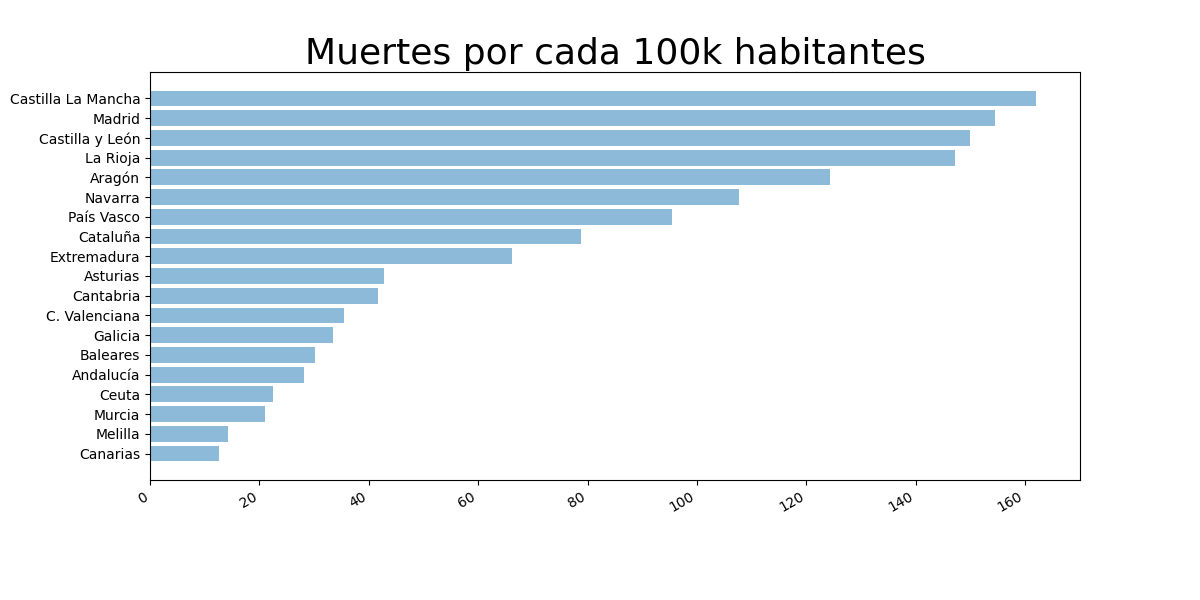 Muertes por cada 100k habitantes
Castilla La Mancha
Madrid
Castilla y León
La Rioja
Aragón
Navarra
País Vasco
Cataluña
Extremadura
Asturias
Cantabria
C. Valenciana
Galicia
Baleares
Andalucía
Ceuta
Murcia
Melilla
Canarias
0 20 40 60 80 100 120 140 160